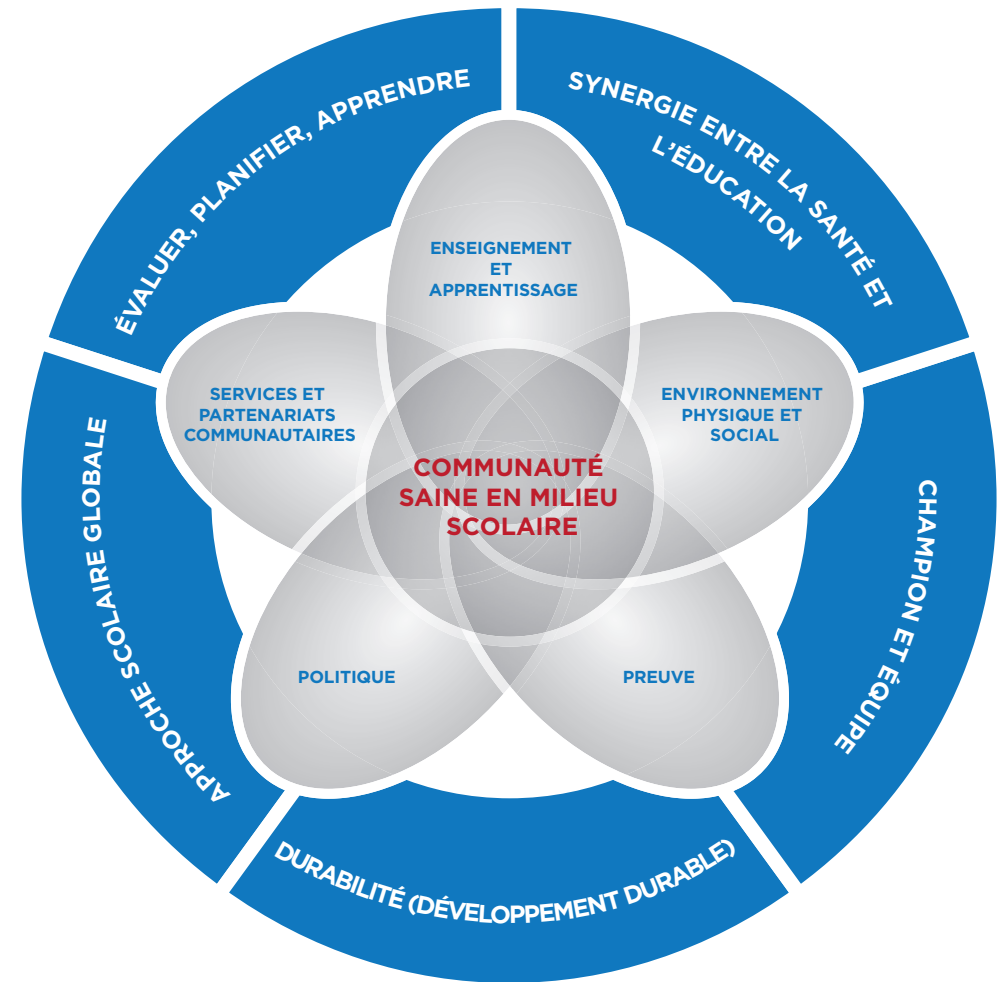 ÉVALUER, PLANIFIER, APPRENDRE
SYNERGIE ENTRE LA SANTÉ ET
L'ÉDUCATION
CHAMPION ET ÉQUIPE
DURABILITÉ (DÉVELOPPEMENT DURABLE)
APPROCHE SCOLAIRE GLOBALE
ENSEIGNEMENT
ET
APPRENTISSAGE
ENVIRONNEMENT
PHYSIQUE ET
SOCIAL
PREUVE
POLITIQUE
SERVICES ET
PARTENARIATS
COMMUNAUTAIRES
COMMUNAUTÉ
SAINE EN MILIEU
SCOLAIRE